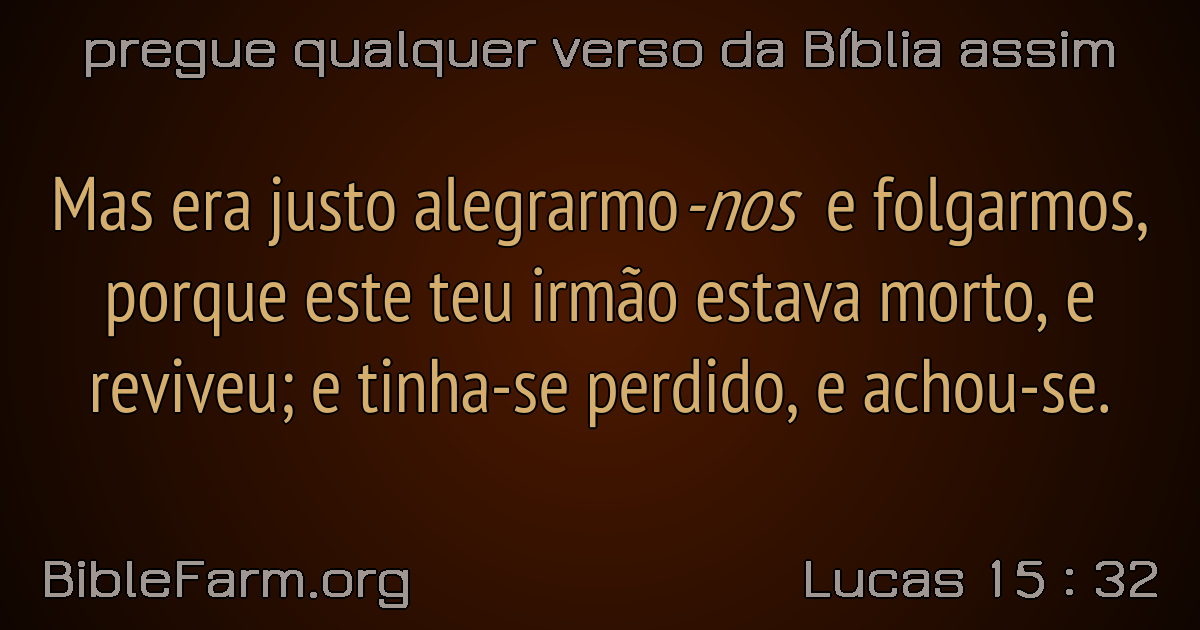 pregue qualquer verso da Bíblia assim
Mas era justo alegrarmo-nos e folgarmos,
porque este teu irmão estava morto, e
reviveu; e tinha-se perdido, e achou-se.
BibleFarm.org
Lucas 15 : 32